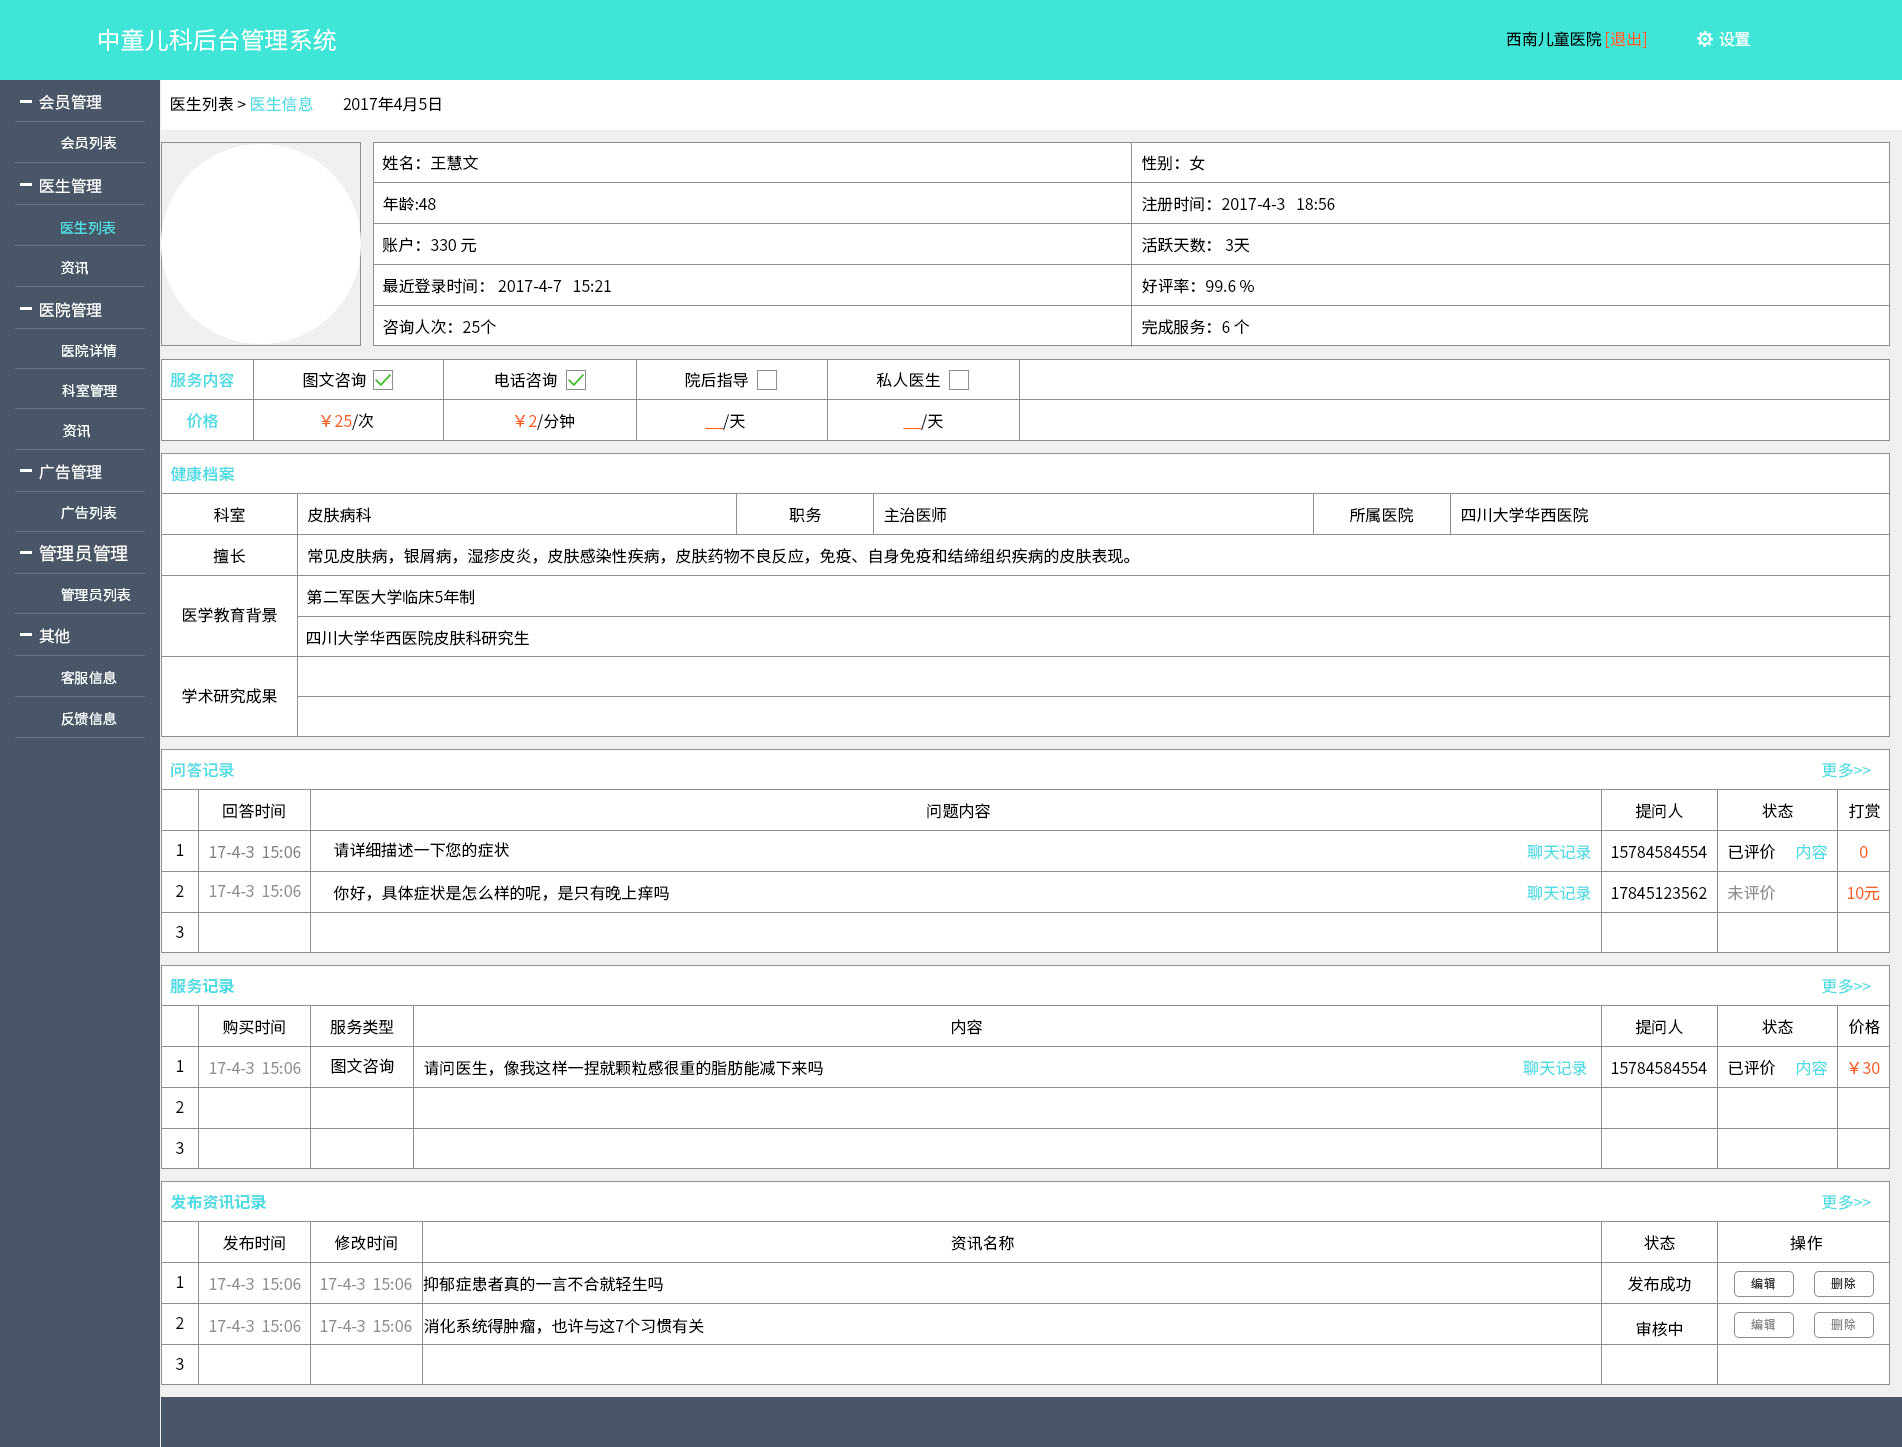 中童儿科后台管理系统
西南儿童医院 [退出] 设置
会员管理
会员列表
医生管理
医生列表
资讯
医院管理
医院详情
科室管理
资讯
广告管理
广告列表
管理员管理
管理员列表
其他
客服信息
反馈信息
医生列表 > 医生信息 2017年4月5日
姓名：王慧文 性别：女
年龄:48 注册时间：2017-4-3 18:56
账户：330 元 活跃天数： 3天
最近登录时间： 2017-4-7 15:21 好评率：99.6 %
咨询人次：25个 完成服务：6 个
服务内容 图文咨询 电话咨询 院后指导 私人医生
价格 ￥25/次 ￥2/分钟 __/天 __/天
健康档案
科室 皮肤病科 职务 主治医师 所属医院 四川大学华西医院
擅长 常见皮肤病，银屑病，湿疹皮炎，皮肤感染性疾病，皮肤药物不良反应，免疫、自身免疫和结缔组织疾病的皮肤表现。
医学教育背景 第二军医大学临床5年制
四川大学华西医院皮肤科研究生
学术研究成果
问答记录 更多>>
回答时间 问题内容 提问人 状态 打赏
1 17-4-3 15:06 请详细描述一下您的症状 聊天记录 15784584554 已评价 内容 0
2 17-4-3 15:06 你好，具体症状是怎么样的呢，是只有晚上痒吗 聊天记录 17845123562 未评价 10元
3
服务记录 更多>>
购买时间 服务类型 内容 提问人 状态 价格
1 17-4-3 15:06 图文咨询 请问医生，像我这样一捏就颗粒感很重的脂肪能减下来吗 聊天记录 15784584554 已评价 内容 ￥30
2
3
发布资讯记录 更多>>
发布时间 修改时间 资讯名称 状态 操作
1 17-4-3 15:06 17-4-3 15:06 抑郁症患者真的一言不合就轻生吗 发布成功 编辑 删除
2 17-4-3 15:06 17-4-3 15:06 消化系统得肿瘤，也许与这7个习惯有关 审核中 编辑 删除
3